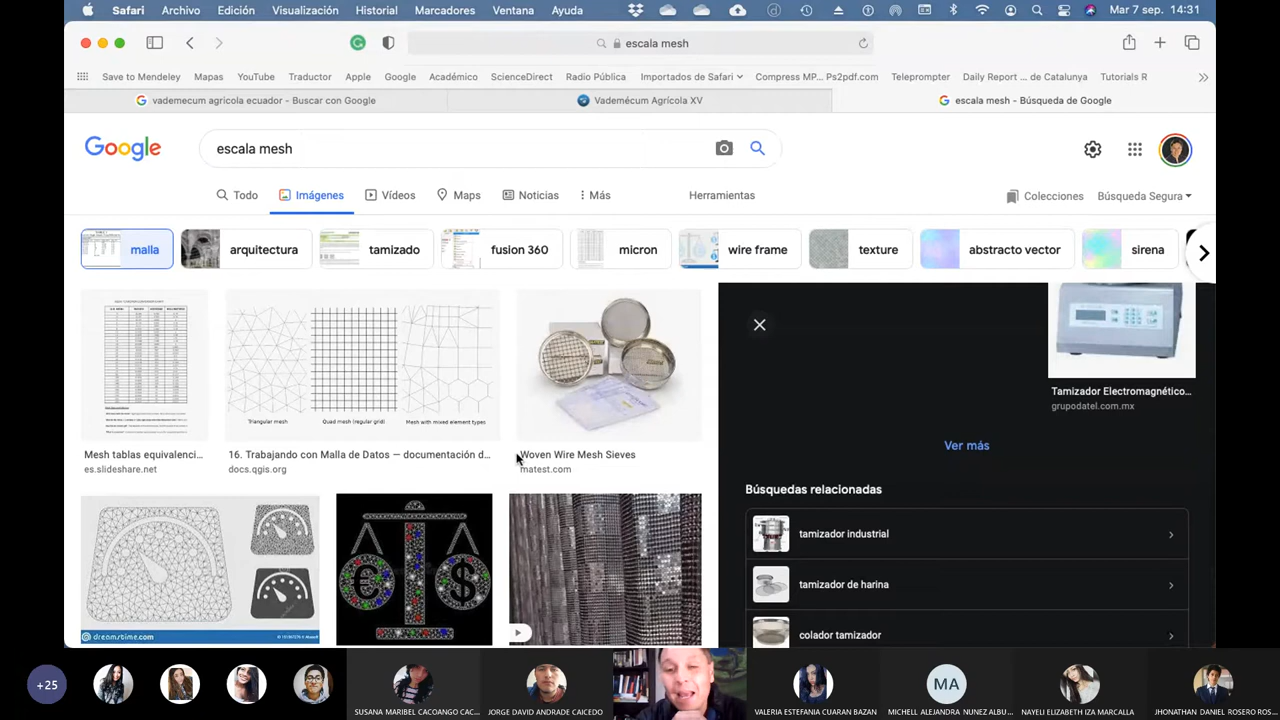 Safari Archivo Edición Visualización Historial Marcadores Ventana Ayuda Mar 7 sep. 14:31
escala mesh
Save to Mendeley Mapas YouTube Traductor Apple Google Académico ScienceDirect Radio Pública Importados de Safari Compress MP... Ps2pdf.com Teleprompter Daily Report ... de Catalunya Tutorials R
vademecum agricola ecuador - Buscar con Google Vademécum Agrícola XV escala mesh - Búsqueda de Google
Google escala mesh
Todo Imágenes Vídeos Maps Noticias Más Herramientas Colecciones Búsqueda Segura
malla arquitectura tamizado fusion 360 micron wire frame texture abstracto vector sirena
Triangular mesh Quad mesh (regular grid) Mesh with mixed element types
Mesh tablas equivalenci... 16. Trabajando con Malla de Datos — documentación d... Woven Wire Mesh Sieves
es.slideshare.net docs.qgis.org matest.com
dreamstime.com
Tamizador Electromagnético...
grupodatel.com.mx
Ver más
Búsquedas relacionadas
tamizador industrial
tamizador de harina
tamizador
+25 MA
SUSANA MARIBEL CACOANGO CAC... JORGE DAVID ANDRADE CAICEDO VALERIA ESTEFANIA CUARAN BAZAN MICHELL ALEJANDRA NUNEZ ALBU... NAYELI ELIZABETH IZA MARCALLA JHONATHAN DANIEL ROSERO ROS...